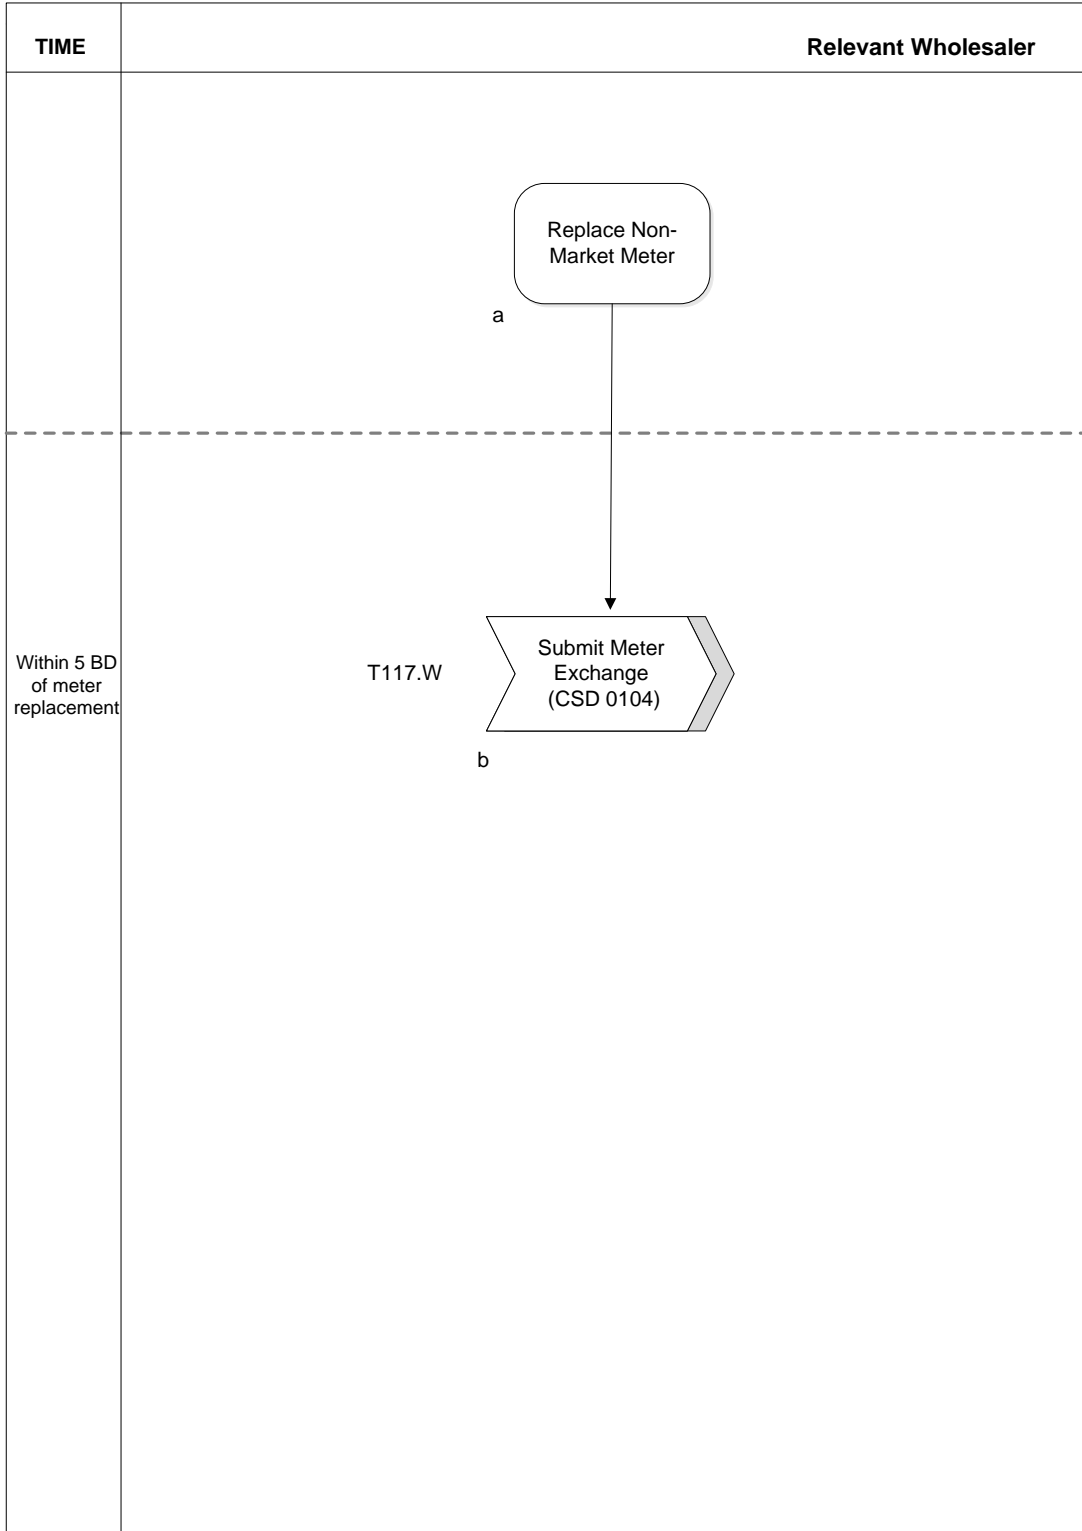 TIME
Relevant Wholesaler
Replace Non-
Market Meter
a
Within 5 BD
of meter
replacement
T117.W
Submit Meter
Exchange
(CSD 0104)
b